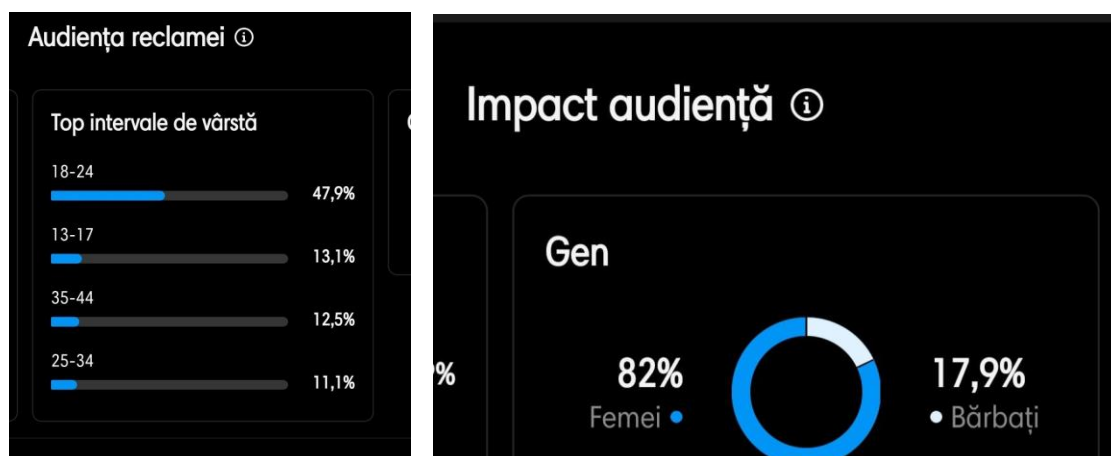 Audiența reclamei
Top intervale de vârstă
18-24
47,9%
13-17
13,1%
35-44
12,5%
25-34
11,1%
Impact audiență
Gen
%
82%
Femei
17,9%
Bărbați